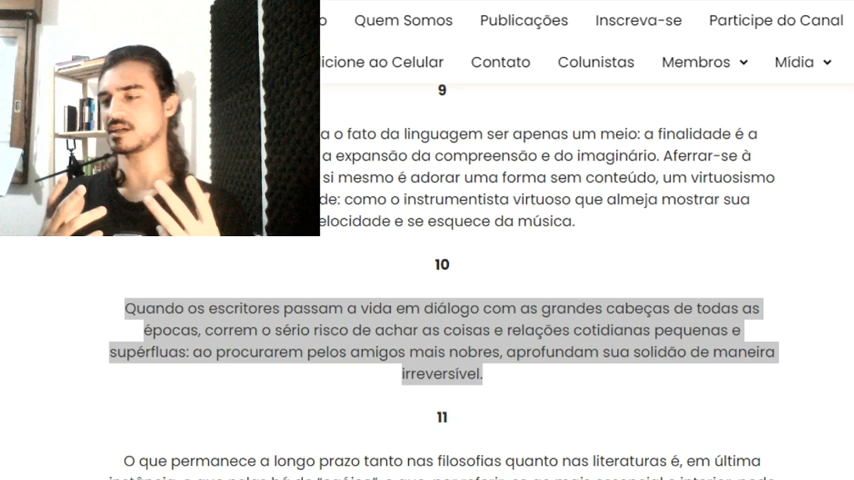 o Quem Somos Publicações Inscreva-se Participe do Canal
icione ao Celular Contato Colunistas Membros Mídia
9
a o fato da linguagem ser apenas um meio: a finalidade é a
a expansão da compreensão e do imaginário. Aferrar-se à
si mesmo é adorar uma forma sem conteúdo, um virtuosismo
de: como o instrumentista virtuoso que almeja mostrar sua
elocidade e se esquece da música.
10
Quando os escritores passam a vida em diálogo com as grandes cabeças de todas as
épocas, correm o sério risco de achar as coisas e relações cotidianas pequenas e
supérfluas: ao procurarem pelos amigos mais nobres, aprofundam sua solidão de maneira
irreversível.
11
O que permanece a longo prazo tanto nas filosofias quanto nas literaturas é, em última